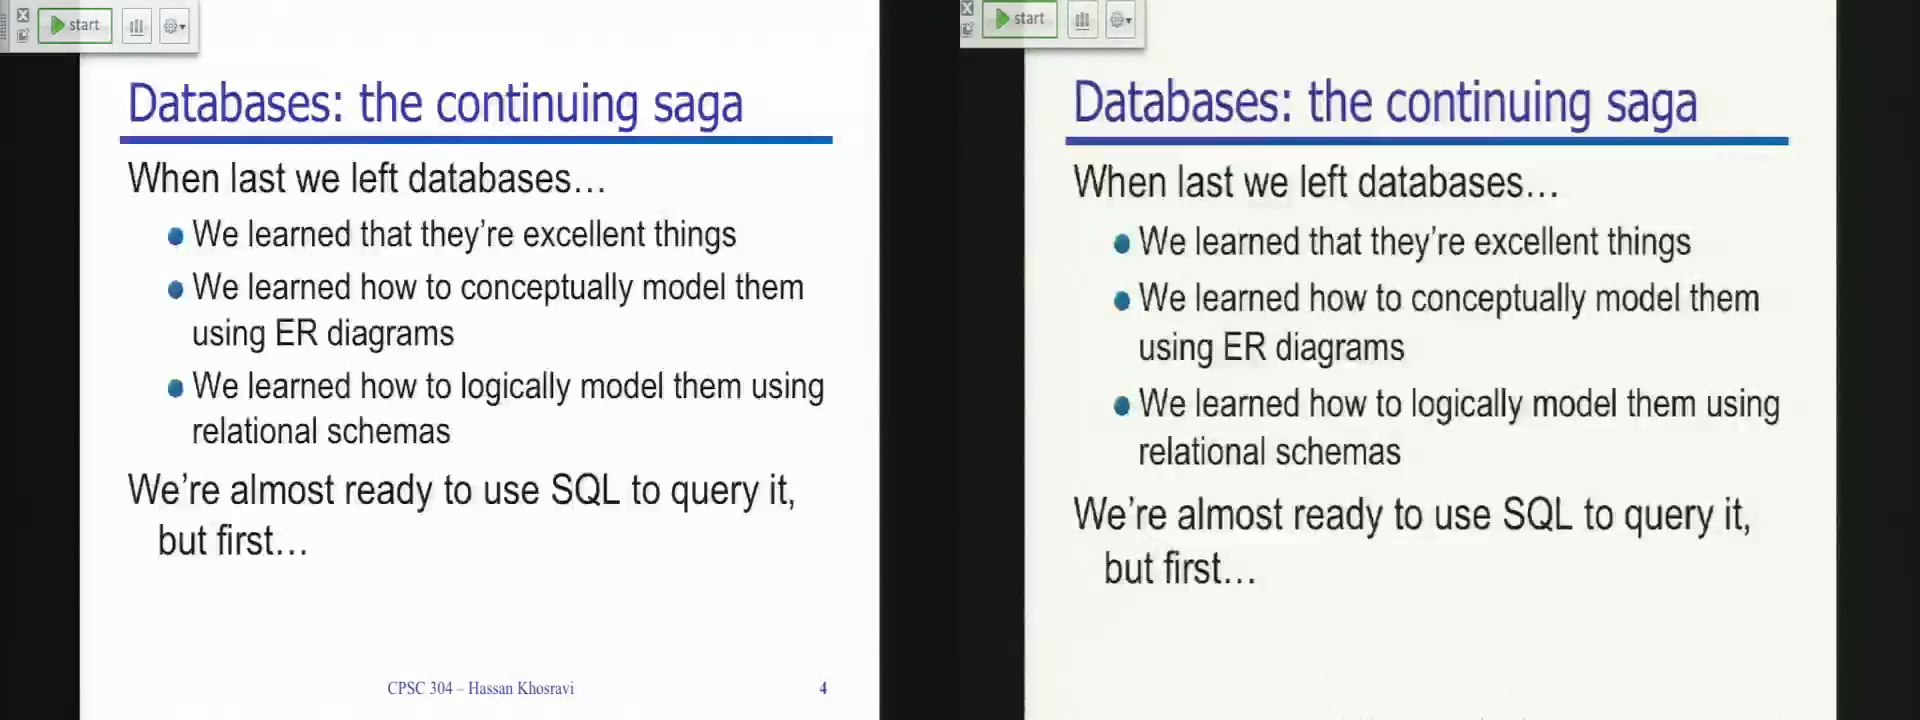 start
Databases: the continuing saga
When last we left databases…
We learned that they're excellent things
We learned how to conceptually model them
using ER diagrams
We learned how to logically model them using
relational schemas
We're almost ready to use SQL to query it,
but first…
CPSC 304 – Hassan Khosravi
4
start
Databases: the continuing saga
When last we left databases…
We learned that they're excellent things
We learned how to conceptually model them
using ER diagrams
We learned how to logically model them using
relational schemas
We're almost ready to use SQL to query it,
but first…